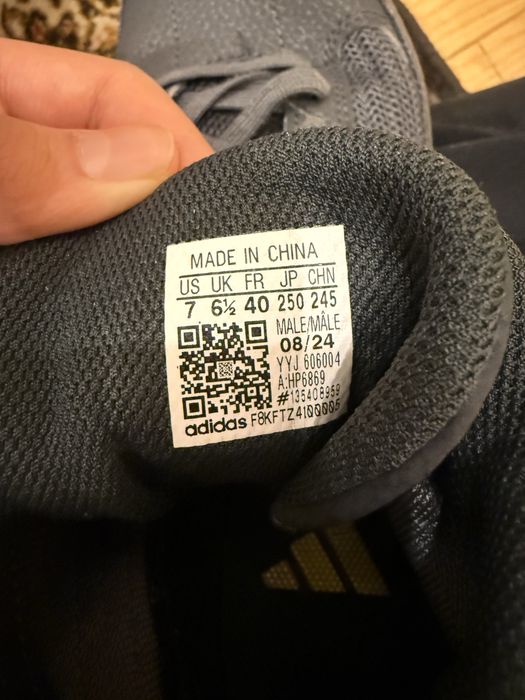 MADE IN CHINA
US UK FR JP CHN
7 6½ 40 250 245
MALE/MÂLE
08/24
YYJ 606004
A:HP6869
#135408959
adidas F8KFTZ4I00005